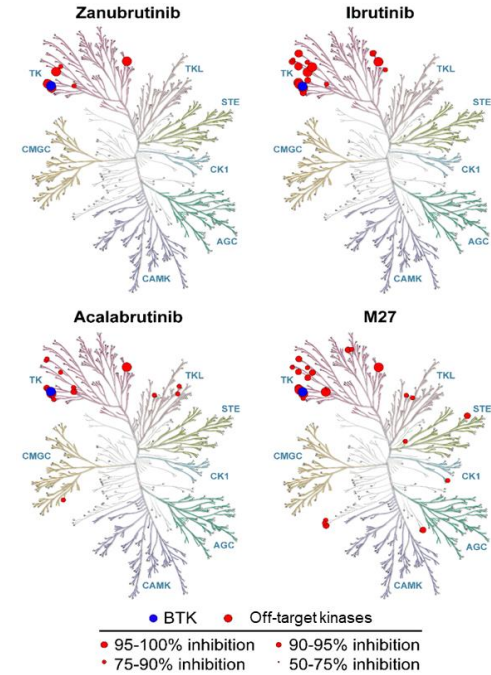 Zanubrutinib
TK
TKL
STE
CMGC
CK1
AGC
CAMK
Ibrutinib
TK
TKL
STE
CMGC
CK1
AGC
CAMK
Acalabrutinib
TK
TKL
STE
CMGC
CK1
AGC
CAMK
M27
TK
TKL
STE
CMGC
CK1
AGC
CAMK
BTK Off-target kinases
95-100% inhibition 90-95% inhibition
75-90% inhibition 50-75% inhibition